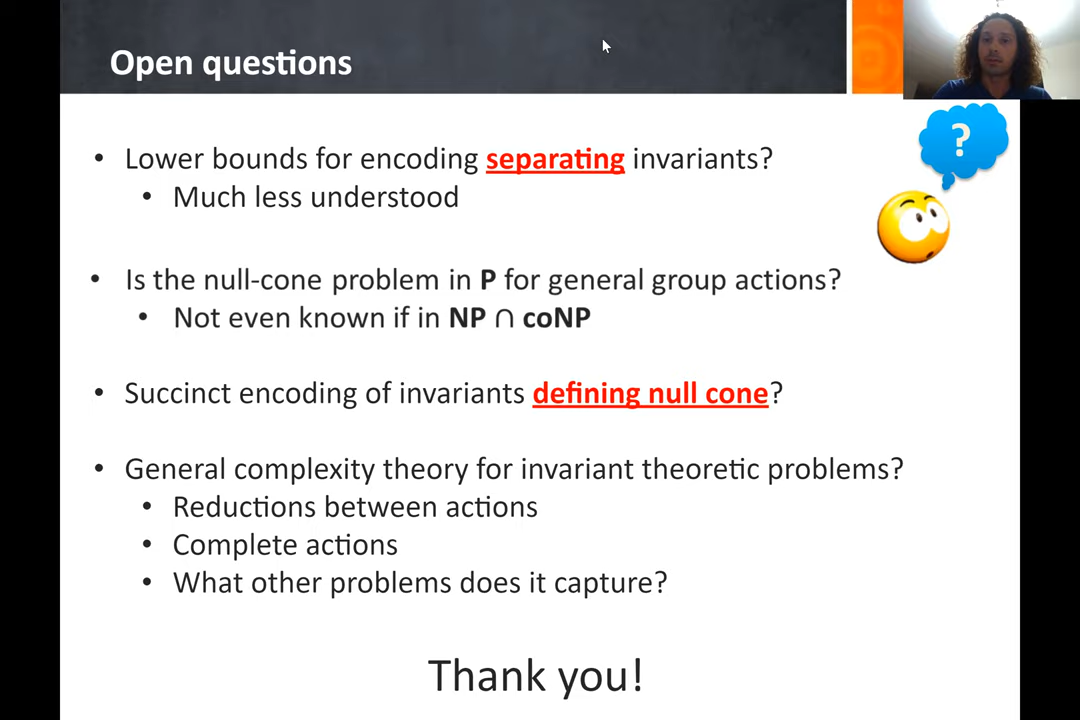 Open questions
?
• Lower bounds for encoding separating invariants?
• Much less understood
• Is the null-cone problem in P for general group actions?
• Not even known if in NP ∩ coNP
• Succinct encoding of invariants defining null cone?
• General complexity theory for invariant theoretic problems?
• Reductions between actions
• Complete actions
• What other problems does it capture?
Thank you!